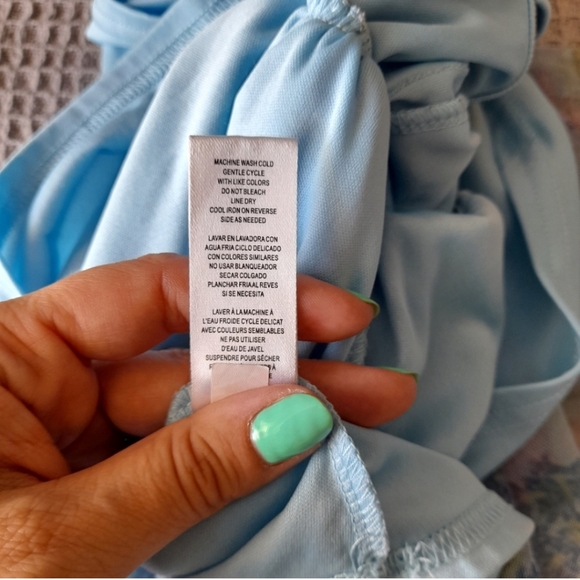 MACHINE WASH COLD
GENTLE CYCLE
WITH LIKE COLORS
DO NOT BLEACH
LINE DRY
COOL IRON ON REVERSE
SIDE AS NEEDED
LAVAR EN LAVADORA CON
AGUA FRIA CICLO DELICADO
CON COLORES SIMILARES
NO USAR BLANQUEADOR
SECAR COLGADO
PLANCHAR FRIAAL REVES
SI SE NECESITA
LAVER À LA MACHINE À
L'EAU FROIDE CYCLE DELICAT
AVEC COULEURS SEMBLABLES
NE PAS UTILISER
D'EAU DE JAVEL
SUSPENDRE POUR SÈCHER